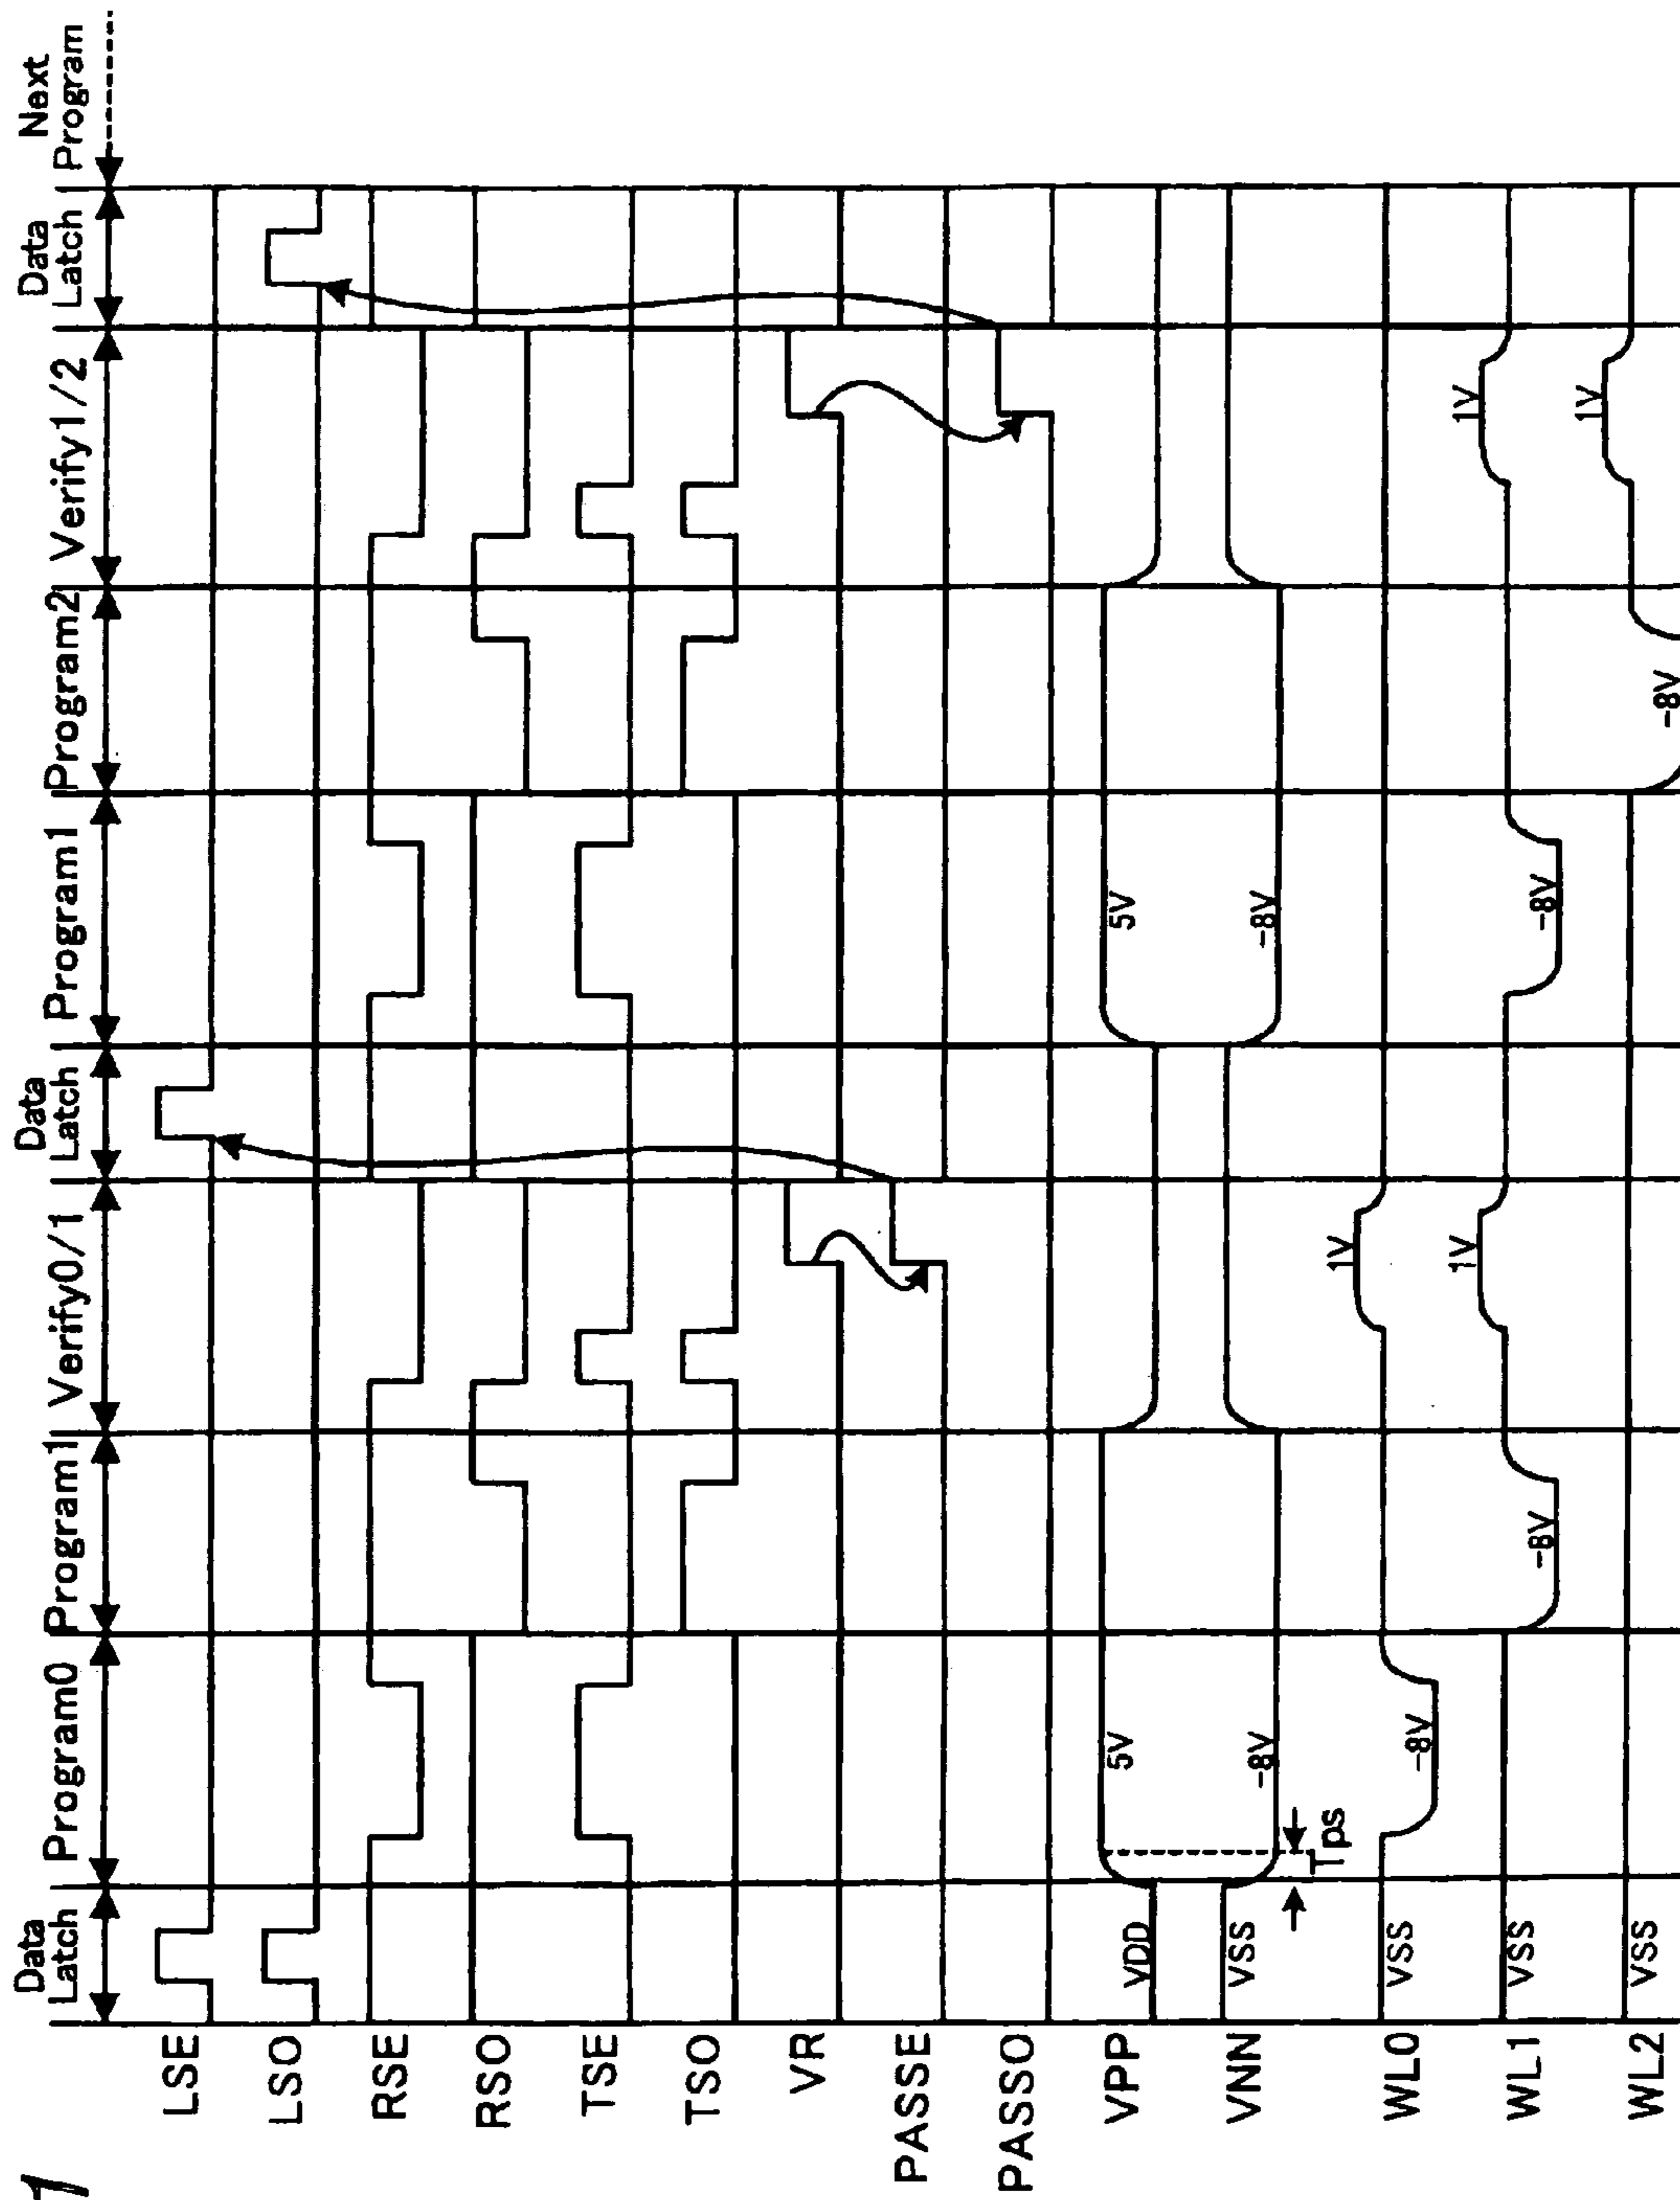 1
Data
Latch
Program0
Program1
Verify0/1
Data
Latch
Program1
Program2
Verify1/2
Data
Latch
Next
Program
LSE
LSO
RSE
RSO
TSE
TSO
VR
PASSE
PASSO
VPP
VDD
5V
5V
VNN
VSS
-8V
-8V
Tps
WL0
VSS
-8V
1V
WL1
VSS
-8V
1V
-8V
1V
WL2
VSS
-8V
1V